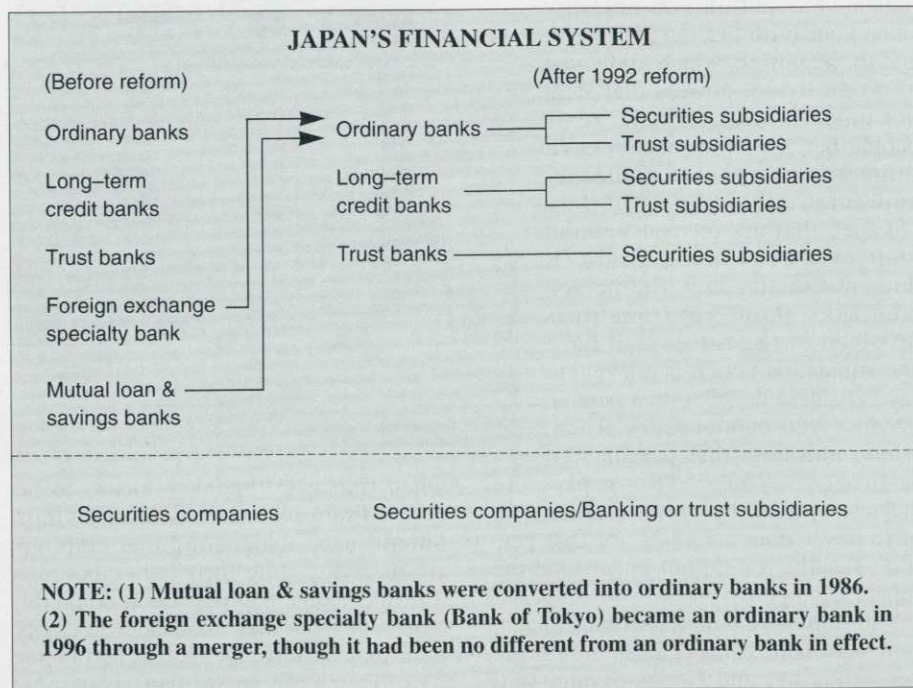 JAPAN'S FINANCIAL SYSTEM
(Before reform)
Ordinary banks
Long–term
credit banks
Trust banks
Foreign exchange
specialty bank
Mutual loan &
savings banks
(After 1992 reform)
Ordinary banks
Securities subsidiaries
Trust subsidiaries
Long–term
credit banks
Securities subsidiaries
Trust subsidiaries
Trust banks
Securities subsidiaries
Securities companies
Securities companies/Banking or trust subsidiaries
NOTE: (1) Mutual loan & savings banks were converted into ordinary banks in 1986.
(2) The foreign exchange specialty bank (Bank of Tokyo) became an ordinary bank in
1996 through a merger, though it had been no different from an ordinary bank in effect.